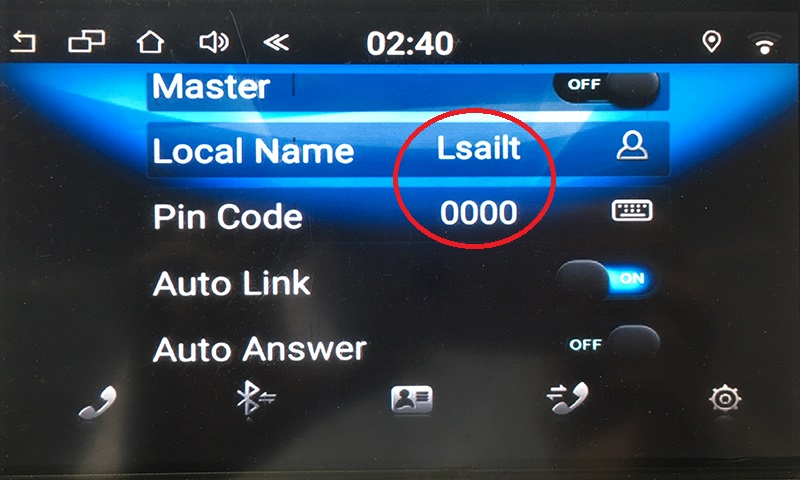 02:40
Master OFF
Local Name Lsailt
Pin Code 0000
Auto Link ON
Auto Answer OFF